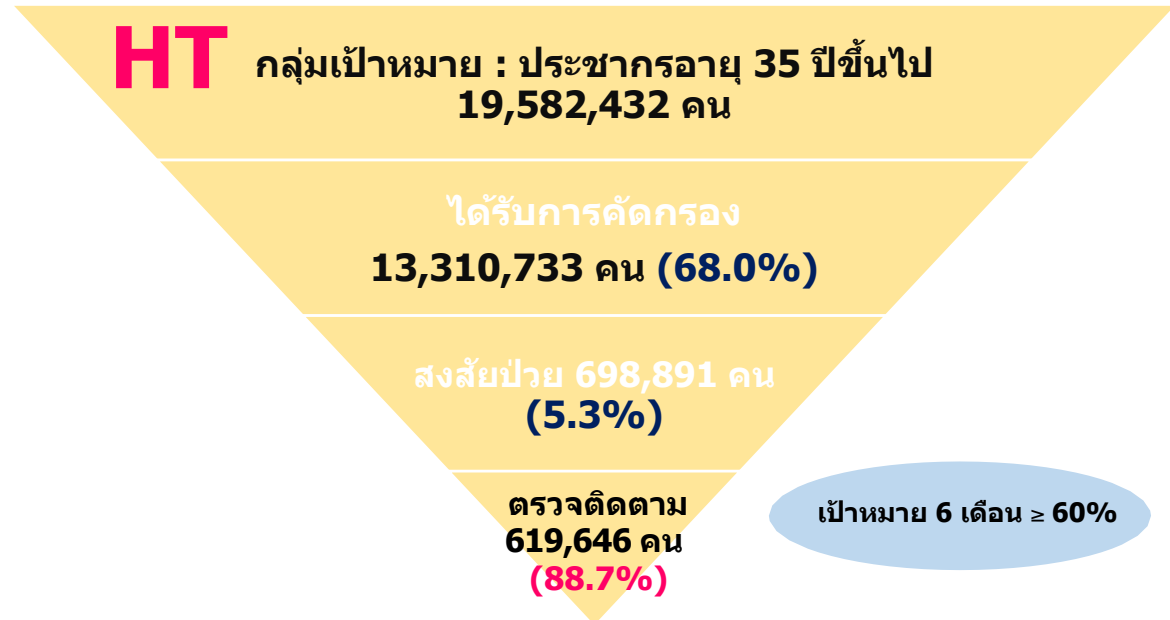 HT
กลุ่มเป้าหมาย : ประชากรอายุ 35 ปีขึ้นไป
19,582,432 คน
ได้รับการคัดกรอง
13,310,733 คน (68.0%)
สงสัยป่วย 698,891 คน
(5.3%)
ตรวจติดตาม
619,646 คน
(88.7%)
เป้าหมาย 6 เดือน ≥ 60%